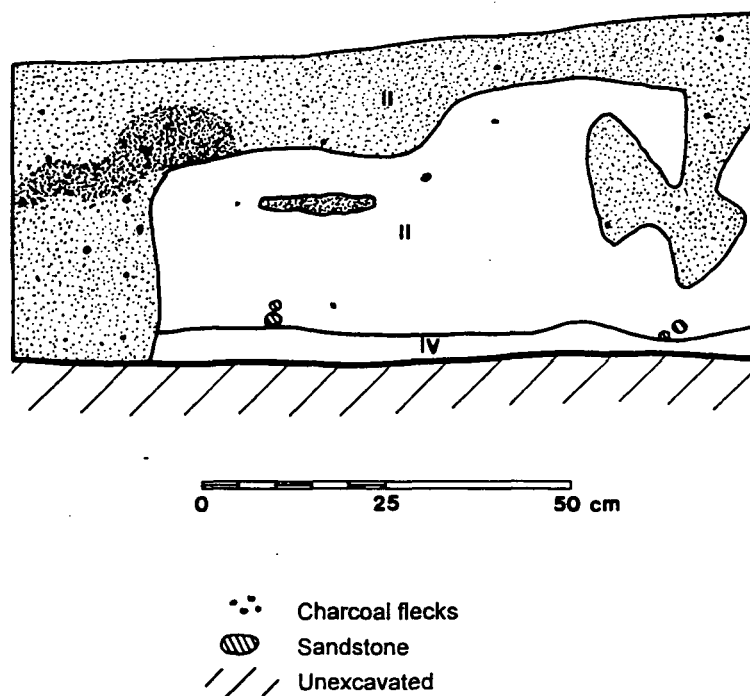 II
II
IV
0 25 50 cm
Charcoal flecks
Sandstone
Unexcavated